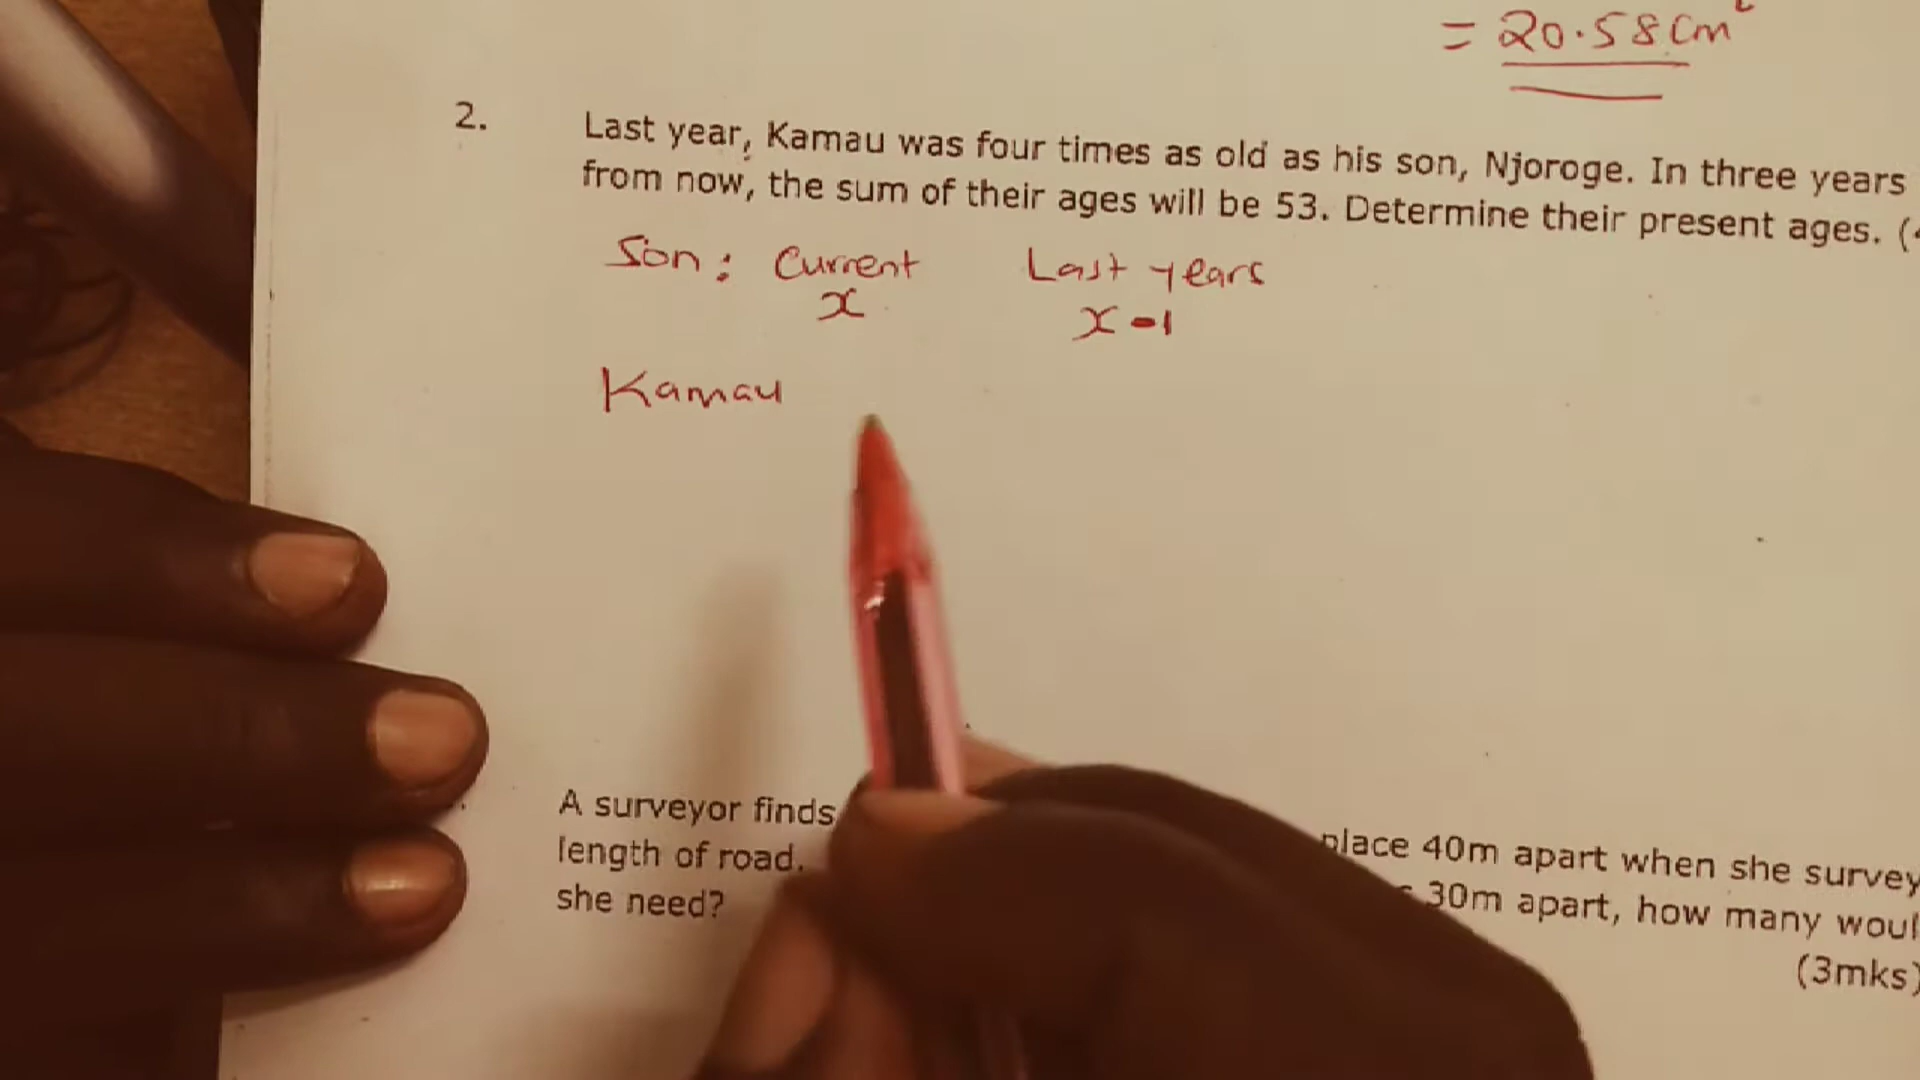 = 20.58 cm²
2. Last year, Kamau was four times as old as his son, Njoroge. In three years
from now, the sum of their ages will be 53. Determine their present ages. (
Son : Current Last years
x x - 1
Kamau
A surveyor finds place 40m apart when she survey
length of road. 30m apart, how many woul
she need?
(3mks)